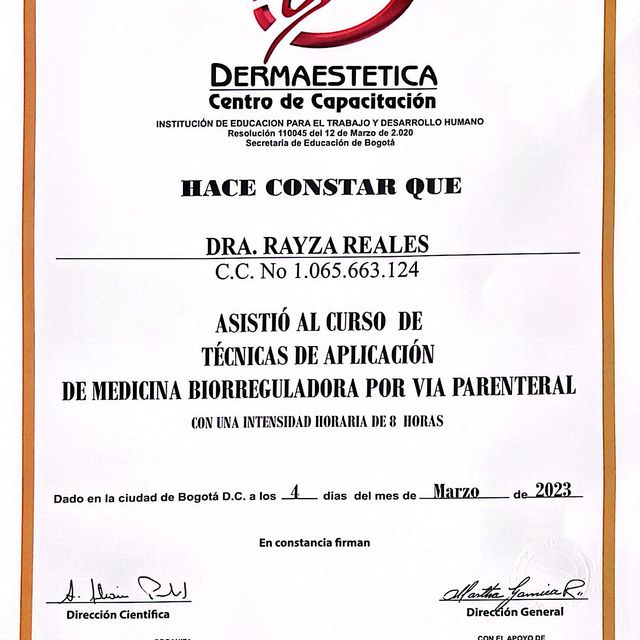 DERMAESTETICA
Centro de Capacitación
INSTITUCIÓN DE EDUCACION PARA EL TRABAJO Y DESARROLLO HUMANO
Resolución 110045 del 12 de Marzo de 2.020
Secretaria de Educación de Bogotá
HACE CONSTAR QUE
DRA. RAYZA REALES
C.C. No 1.065.663.124
ASISTIÓ AL CURSO DE
TÉCNICAS DE APLICACIÓN
DE MEDICINA BIORREGULADORA POR VIA PARENTERAL
CON UNA INTENSIDAD HORARIA DE 8 HORAS
Dado en la ciudad de Bogotá D.C. a los 4 días del mes de Marzo de 2023
En constancia firman
Dirección Científica
Dirección General
CON EL APOYO DE